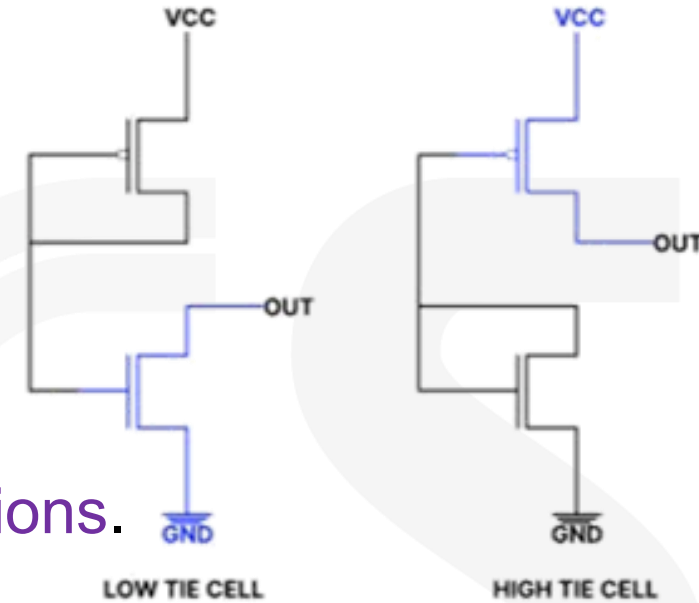 VCC
VCC
OUT
OUT
ions.
GND
GND
LOW TIE CELL
HIGH TIE CELL